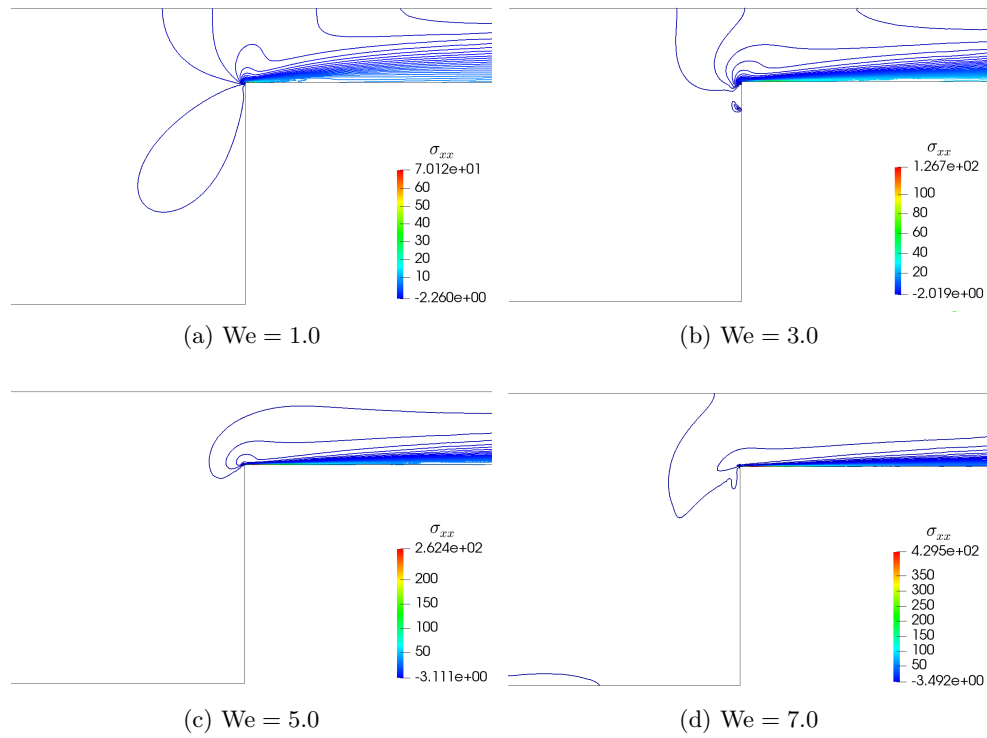 σxx
7.012e+01
60
50
40
30
20
10
-2.260e+00
(a) We = 1.0
σxx
1.267e+02
100
80
60
40
20
-2.019e+00
(b) We = 3.0
σxx
2.624e+02
200
150
100
50
-3.111e+00
(c) We = 5.0
σxx
4.295e+02
350
300
250
200
150
100
50
-3.492e+00
(d) We = 7.0